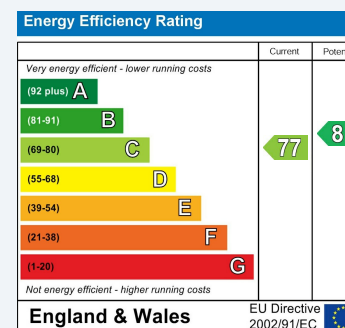 Energy Efficiency Rating
Current
Very energy efficient - lower running costs
(92 plus) A
(81-91) B
(69-80) C 77
(55-68) D
(39-54) E
(21-38) F
(1-20) G
Not energy efficient - higher running costs
England & Wales
EU Directive
2002/91/EC